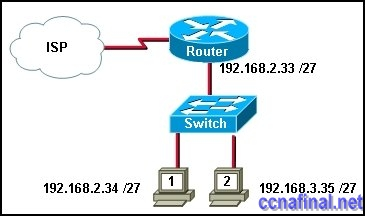 ISP
Router
192.168.2.33 /27
Switch
1
2
192.168.2.34 /27
192.168.3.35 /27
ccnafinal.net